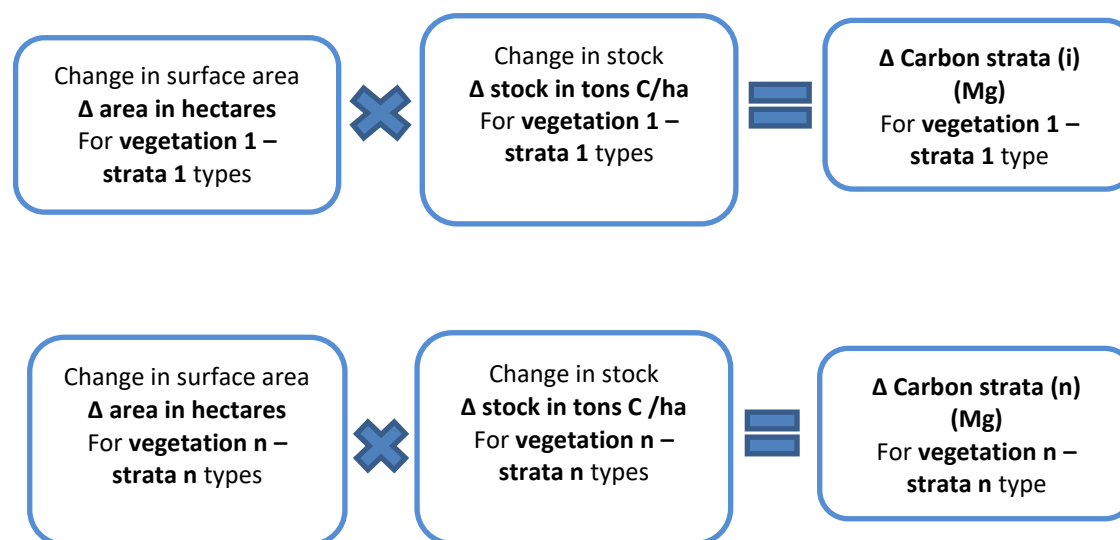 Change in surface area
Δ area in hectares
For vegetation 1 –
strata 1 types
Change in stock
Δ stock in tons C/ha
For vegetation 1 –
strata 1 types
Δ Carbon strata (i)
(Mg)
For vegetation 1 –
strata 1 type
Change in surface area
Δ area in hectares
For vegetation n –
strata n types
Change in stock
Δ stock in tons C /ha
For vegetation n –
strata n types
Δ Carbon strata (n)
(Mg)
For vegetation n –
strata n type